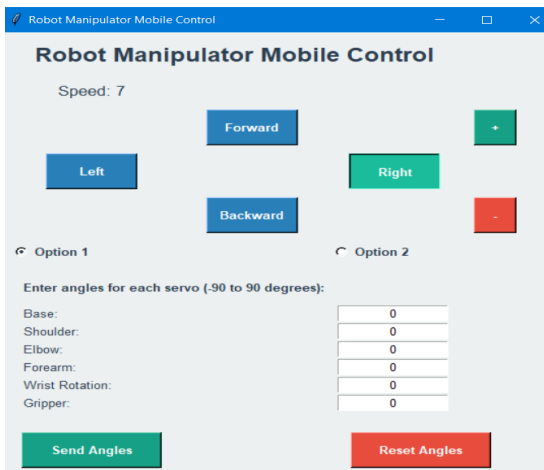 Robot Manipulator Mobile Control
Robot Manipulator Mobile Control
Speed: 7
Forward
+
Left
Right
Backward
-
Option 1
Option 2
Enter angles for each servo (-90 to 90 degrees):
Base: 0
Shoulder: 0
Elbow: 0
Forearm: 0
Wrist Rotation: 0
Gripper: 0
Send Angles
Reset Angles